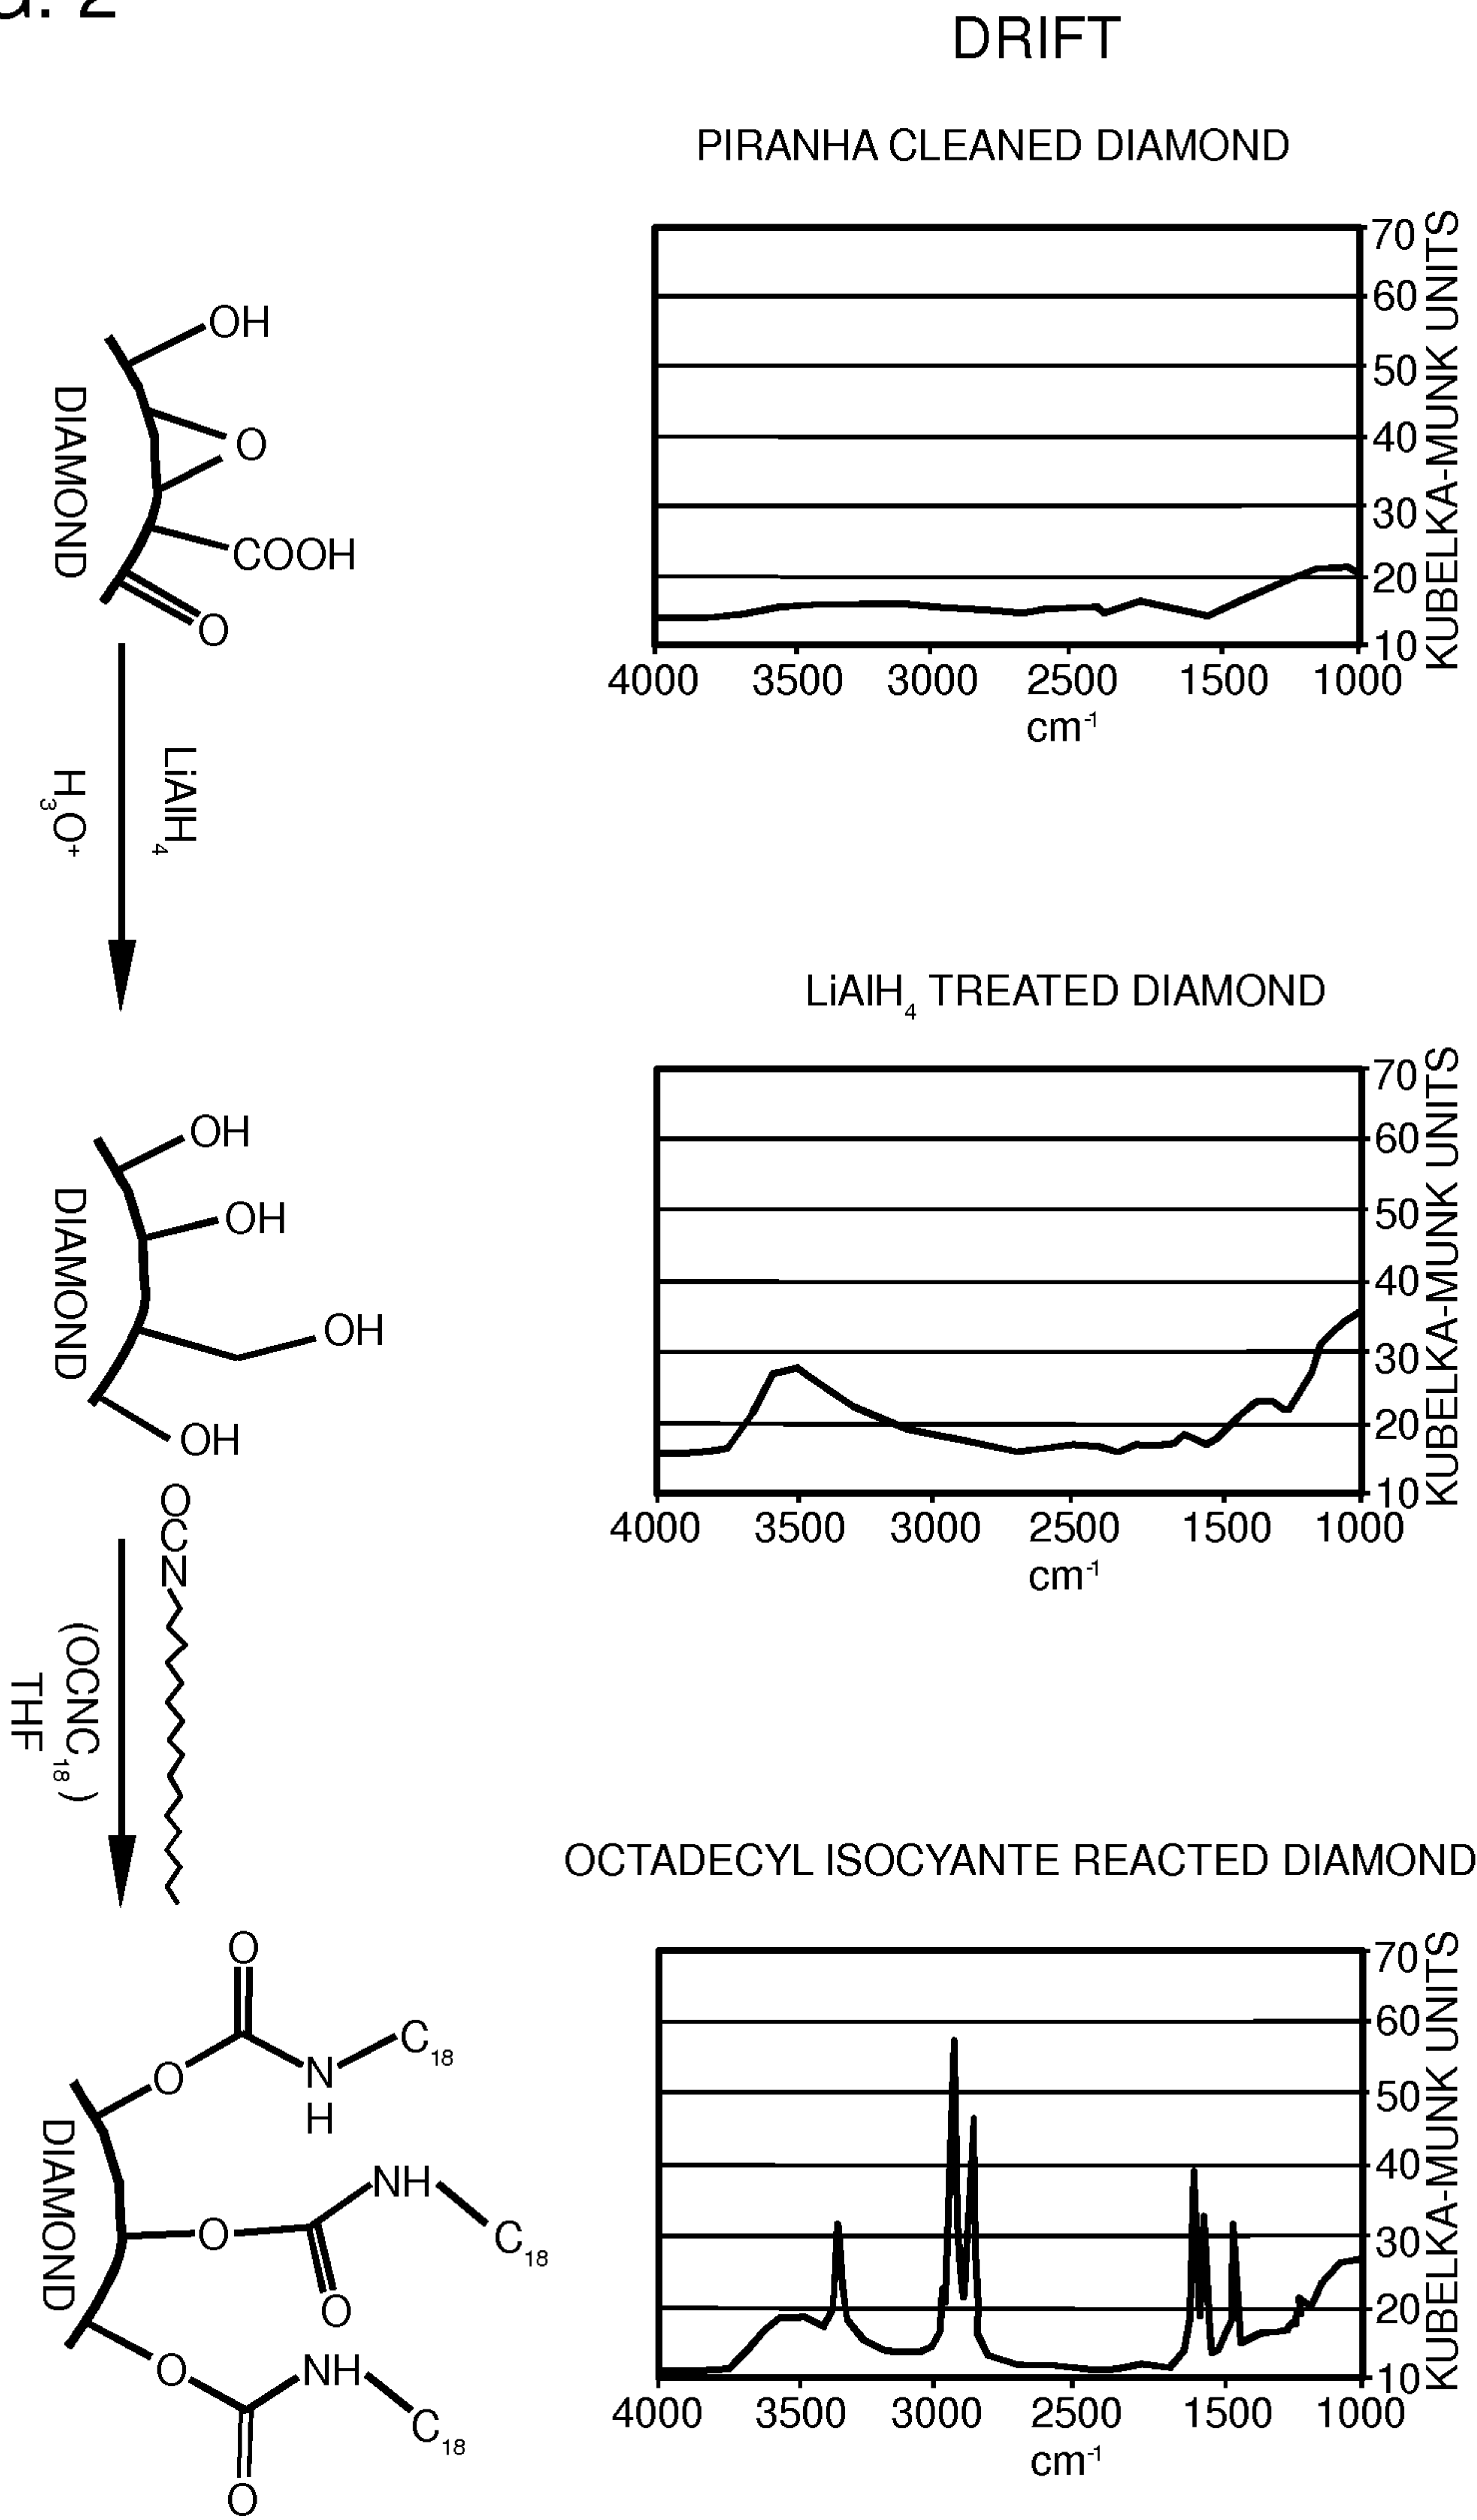 DRIFT
PIRANHA CLEANED DIAMOND
OH
O
COOH
O
DIAMOND
70
60
50
40
30
20
10
KUBELKA-MUNK UNITS
4000 3500 3000 2500 1500 1000
cm-1
LiAlH4
H3O+
LiAlH4 TREATED DIAMOND
OH
OH
OH
OH
DIAMOND
70
60
50
40
30
20
10
KUBELKA-MUNK UNITS
4000 3500 3000 2500 1500 1000
cm-1
O
C
N
(OCNC18)
THF
OCTADECYL ISOCYANTE REACTED DIAMOND
O
O
N
H
C18
O
NH
C18
O
O
NH
C18
O
DIAMOND
70
60
50
40
30
20
10
KUBELKA-MUNK UNITS
4000 3500 3000 2500 1500 1000
cm-1